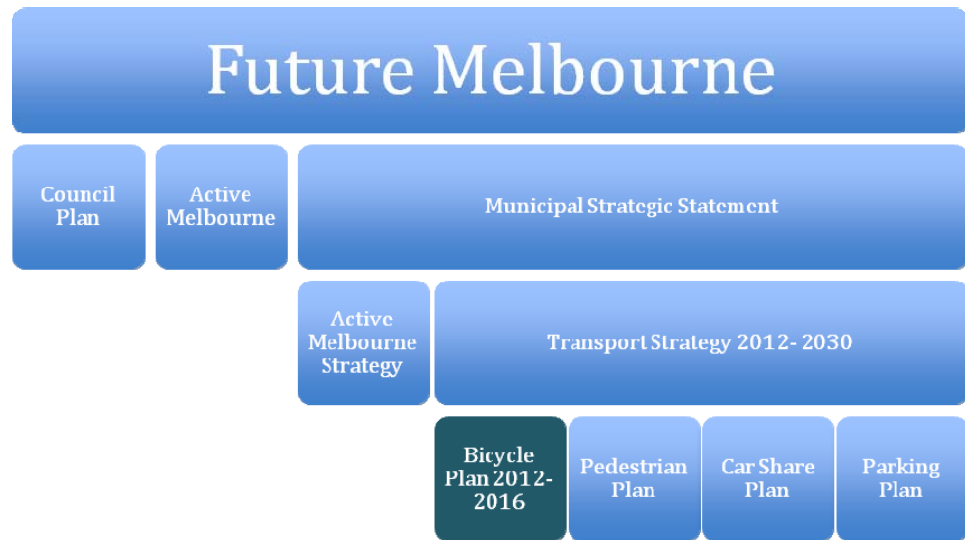 Future Melbourne
Council
Plan
Active
Melbourne
Municipal Strategic Statement
Active
Melbourne
Strategy
Transport Strategy 2012- 2030
Bicycle
Plan 2012-
2016
Pedestrian
Plan
Car Share
Plan
Parking
Plan